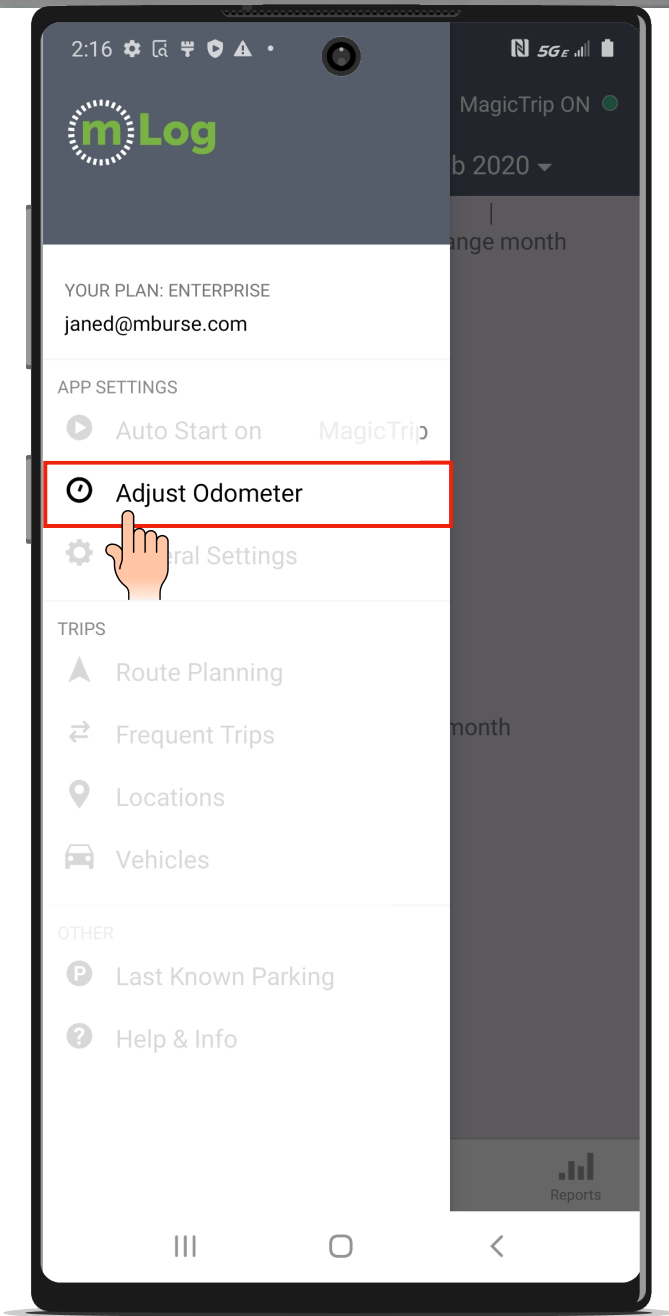 2:16
5G E
mLog
MagicTrip ON
b 2020
ange month
YOUR PLAN: ENTERPRISE
janed@mburse.com
APP SETTINGS
Auto Start on MagicTrip
Adjust Odometer
eral Settings
TRIPS
Route Planning
Frequent Trips
month
Locations
Vehicles
OTHER
P
Last Known Parking
?
Help & Info
Reports